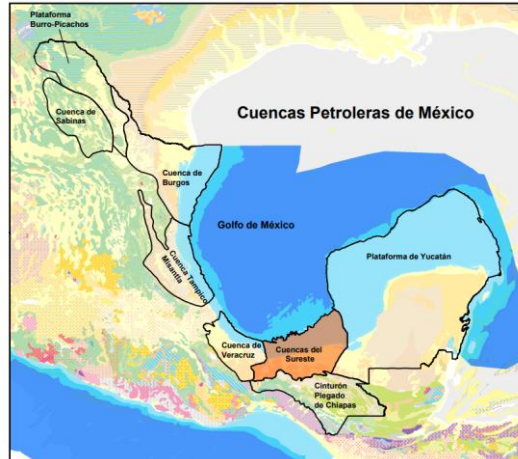 Plataforma
Burro-Picachos
Cuenca de
Sabinas
Cuencas Petroleras de México
Cuenca de
Burgos
Golfo de México
Plataforma de Yucatán
Cuenca Tampico
Misantla
Cuenca de
Veracruz
Cuencas del
Sureste
Cinturón
Plegado
de Chiapas